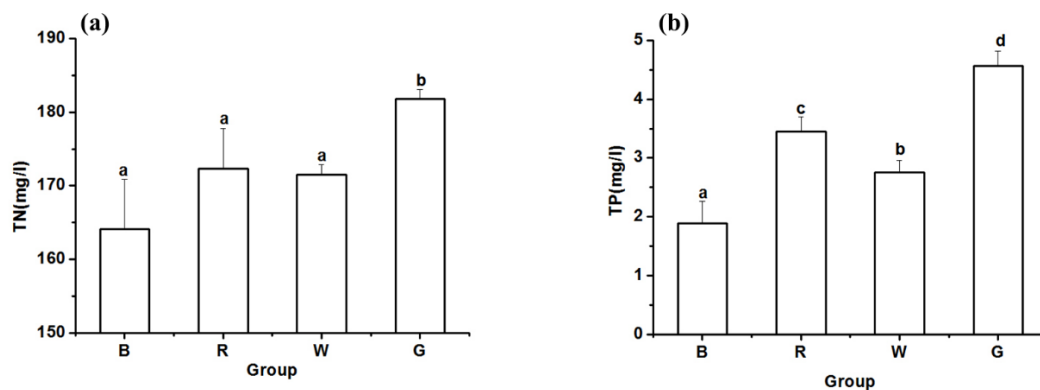 (a)
TN(mg/l)
190
180
170
160
150
a
a
a
b
B R W G
Group
(b)
TP(mg/l)
5
4
3
2
1
0
a
c
b
d
B R W G
Group